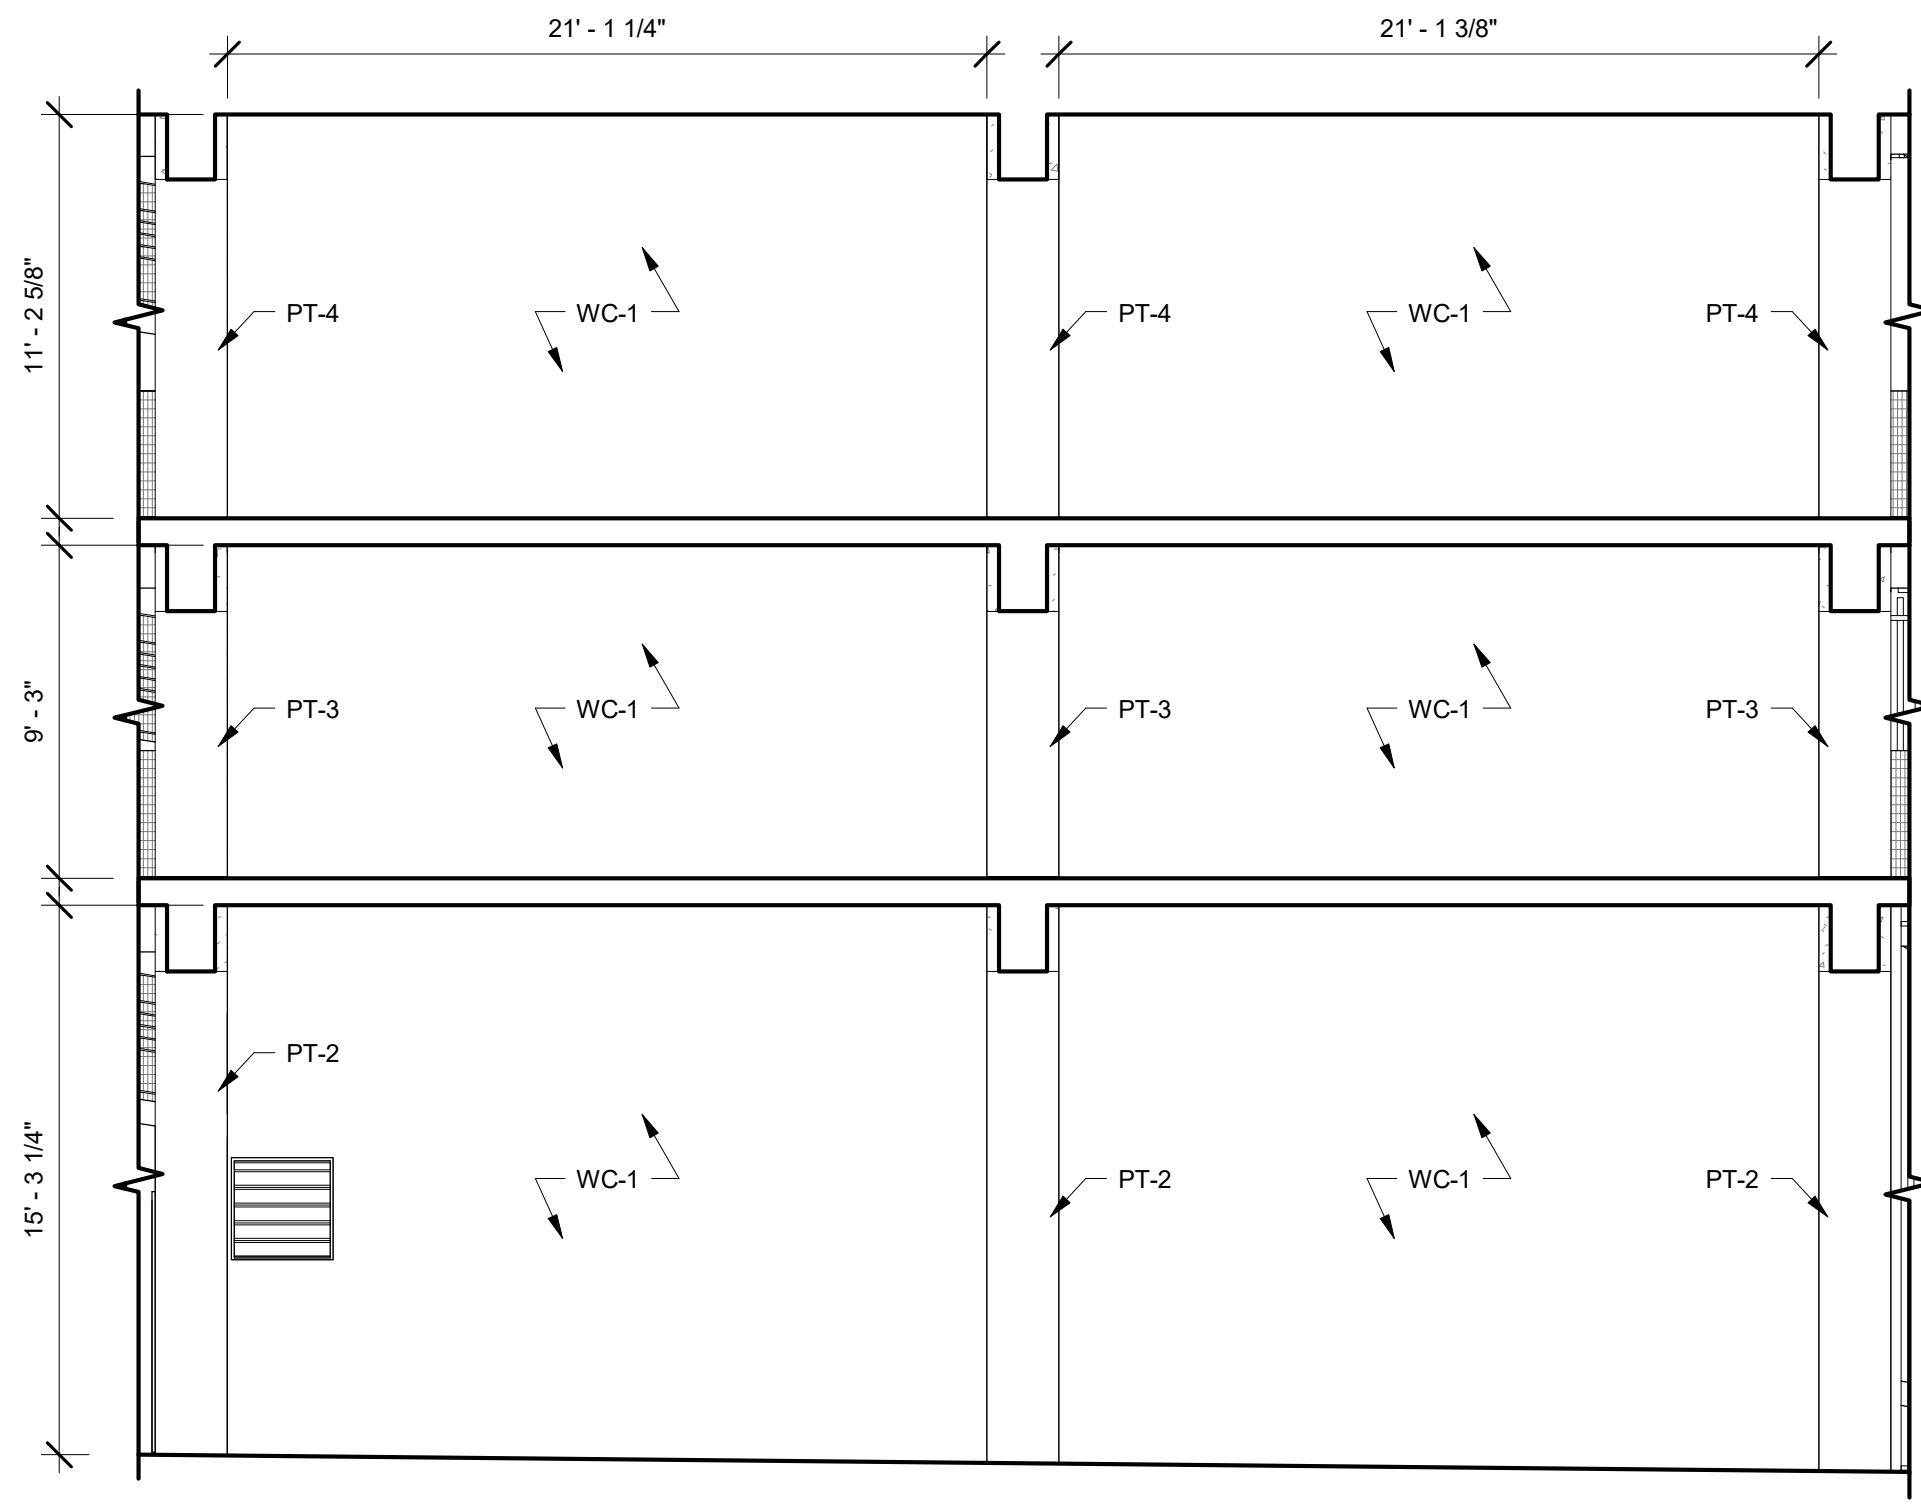 21' - 1 1/4"
21' - 1 3/8"
11' - 2 5/8"
PT-4
WC-1
PT-4
WC-1
PT-4
9' - 3"
PT-3
WC-1
PT-3
WC-1
PT-3
15' - 3 1/4"
PT-2
WC-1
PT-2
WC-1
PT-2